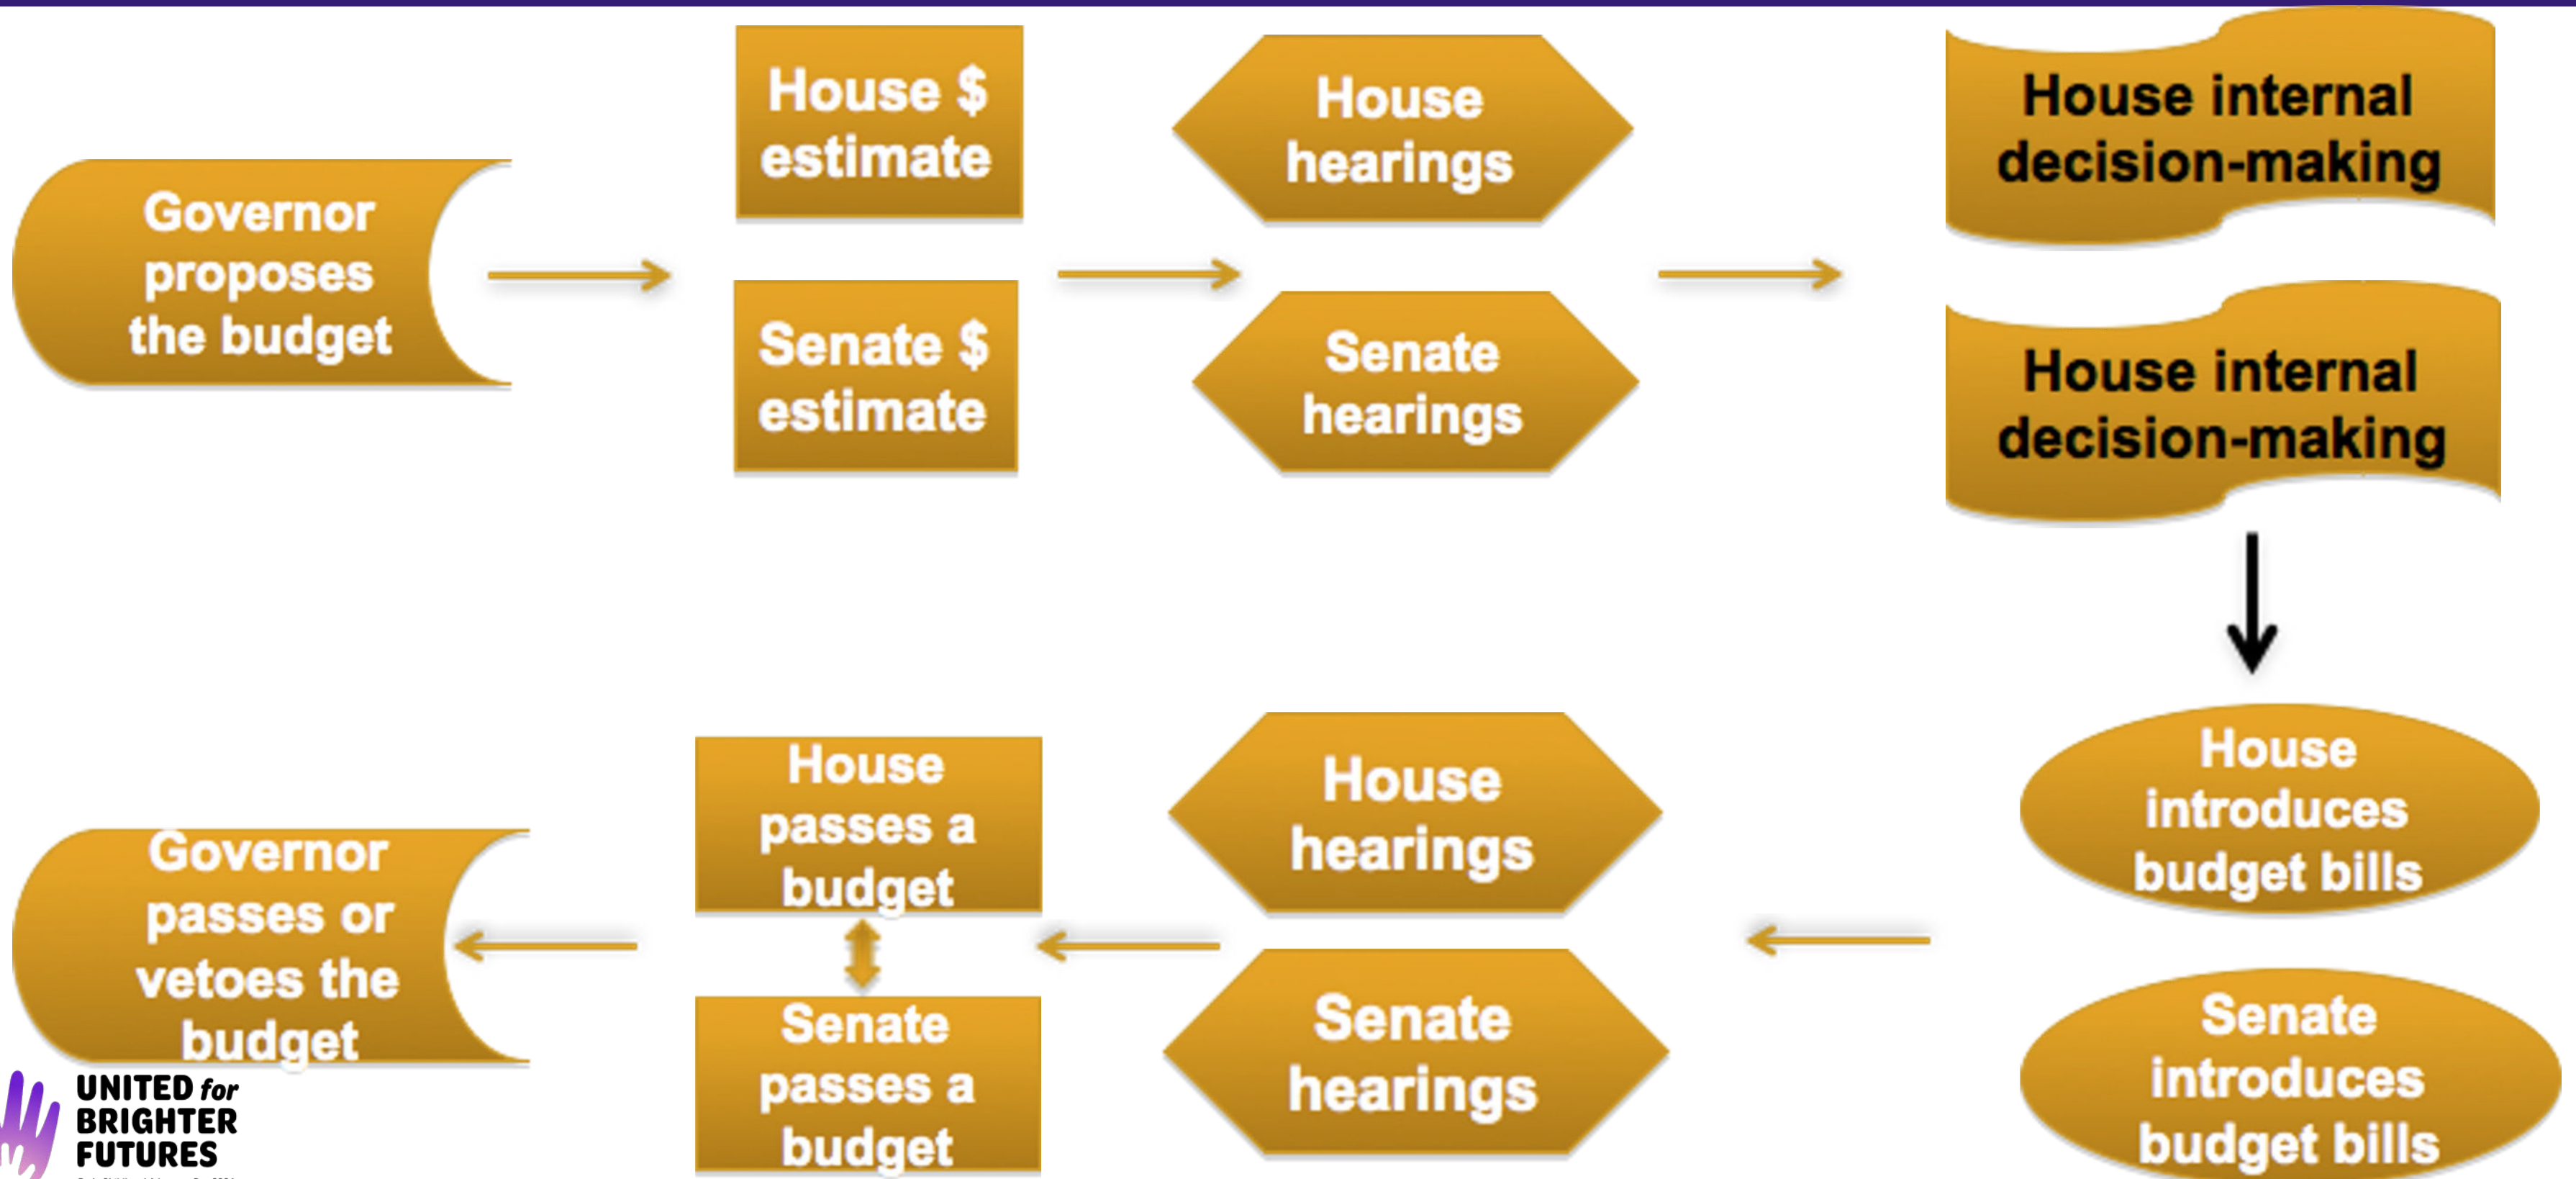 Governor
proposes
the budget
House $
estimate
Senate $
estimate
House
hearings
Senate
hearings
House internal
decision-making
House internal
decision-making
House
introduces
budget bills
Senate
introduces
budget bills
House
hearings
Senate
hearings
House
passes a
budget
Senate
passes a
budget
Governor
passes or
vetoes the
budget
UNITED for
BRIGHTER
FUTURES